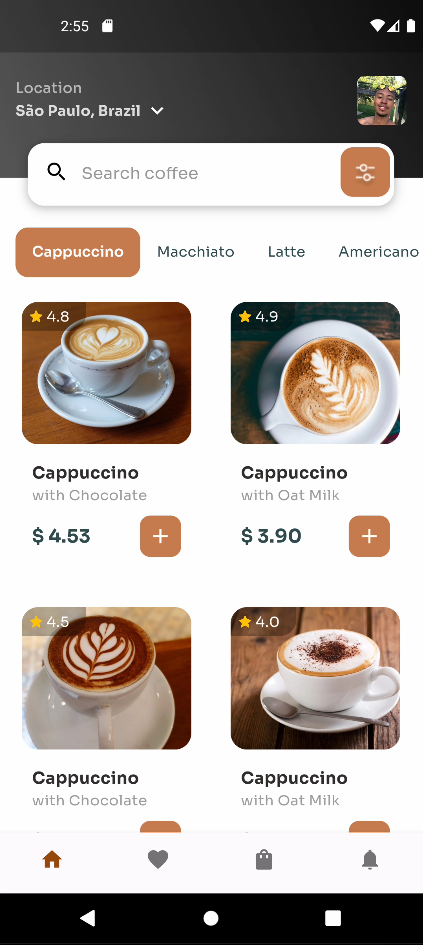 2:55
Location
São Paulo, Brazil
Search coffee
Cappuccino Macchiato Latte Americano
4.8 4.9
Cappuccino Cappuccino
with Chocolate with Oat Milk
$ 4.53 + $ 3.90 +
4.5 4.0
Cappuccino Cappuccino
with Chocolate with Oat Milk